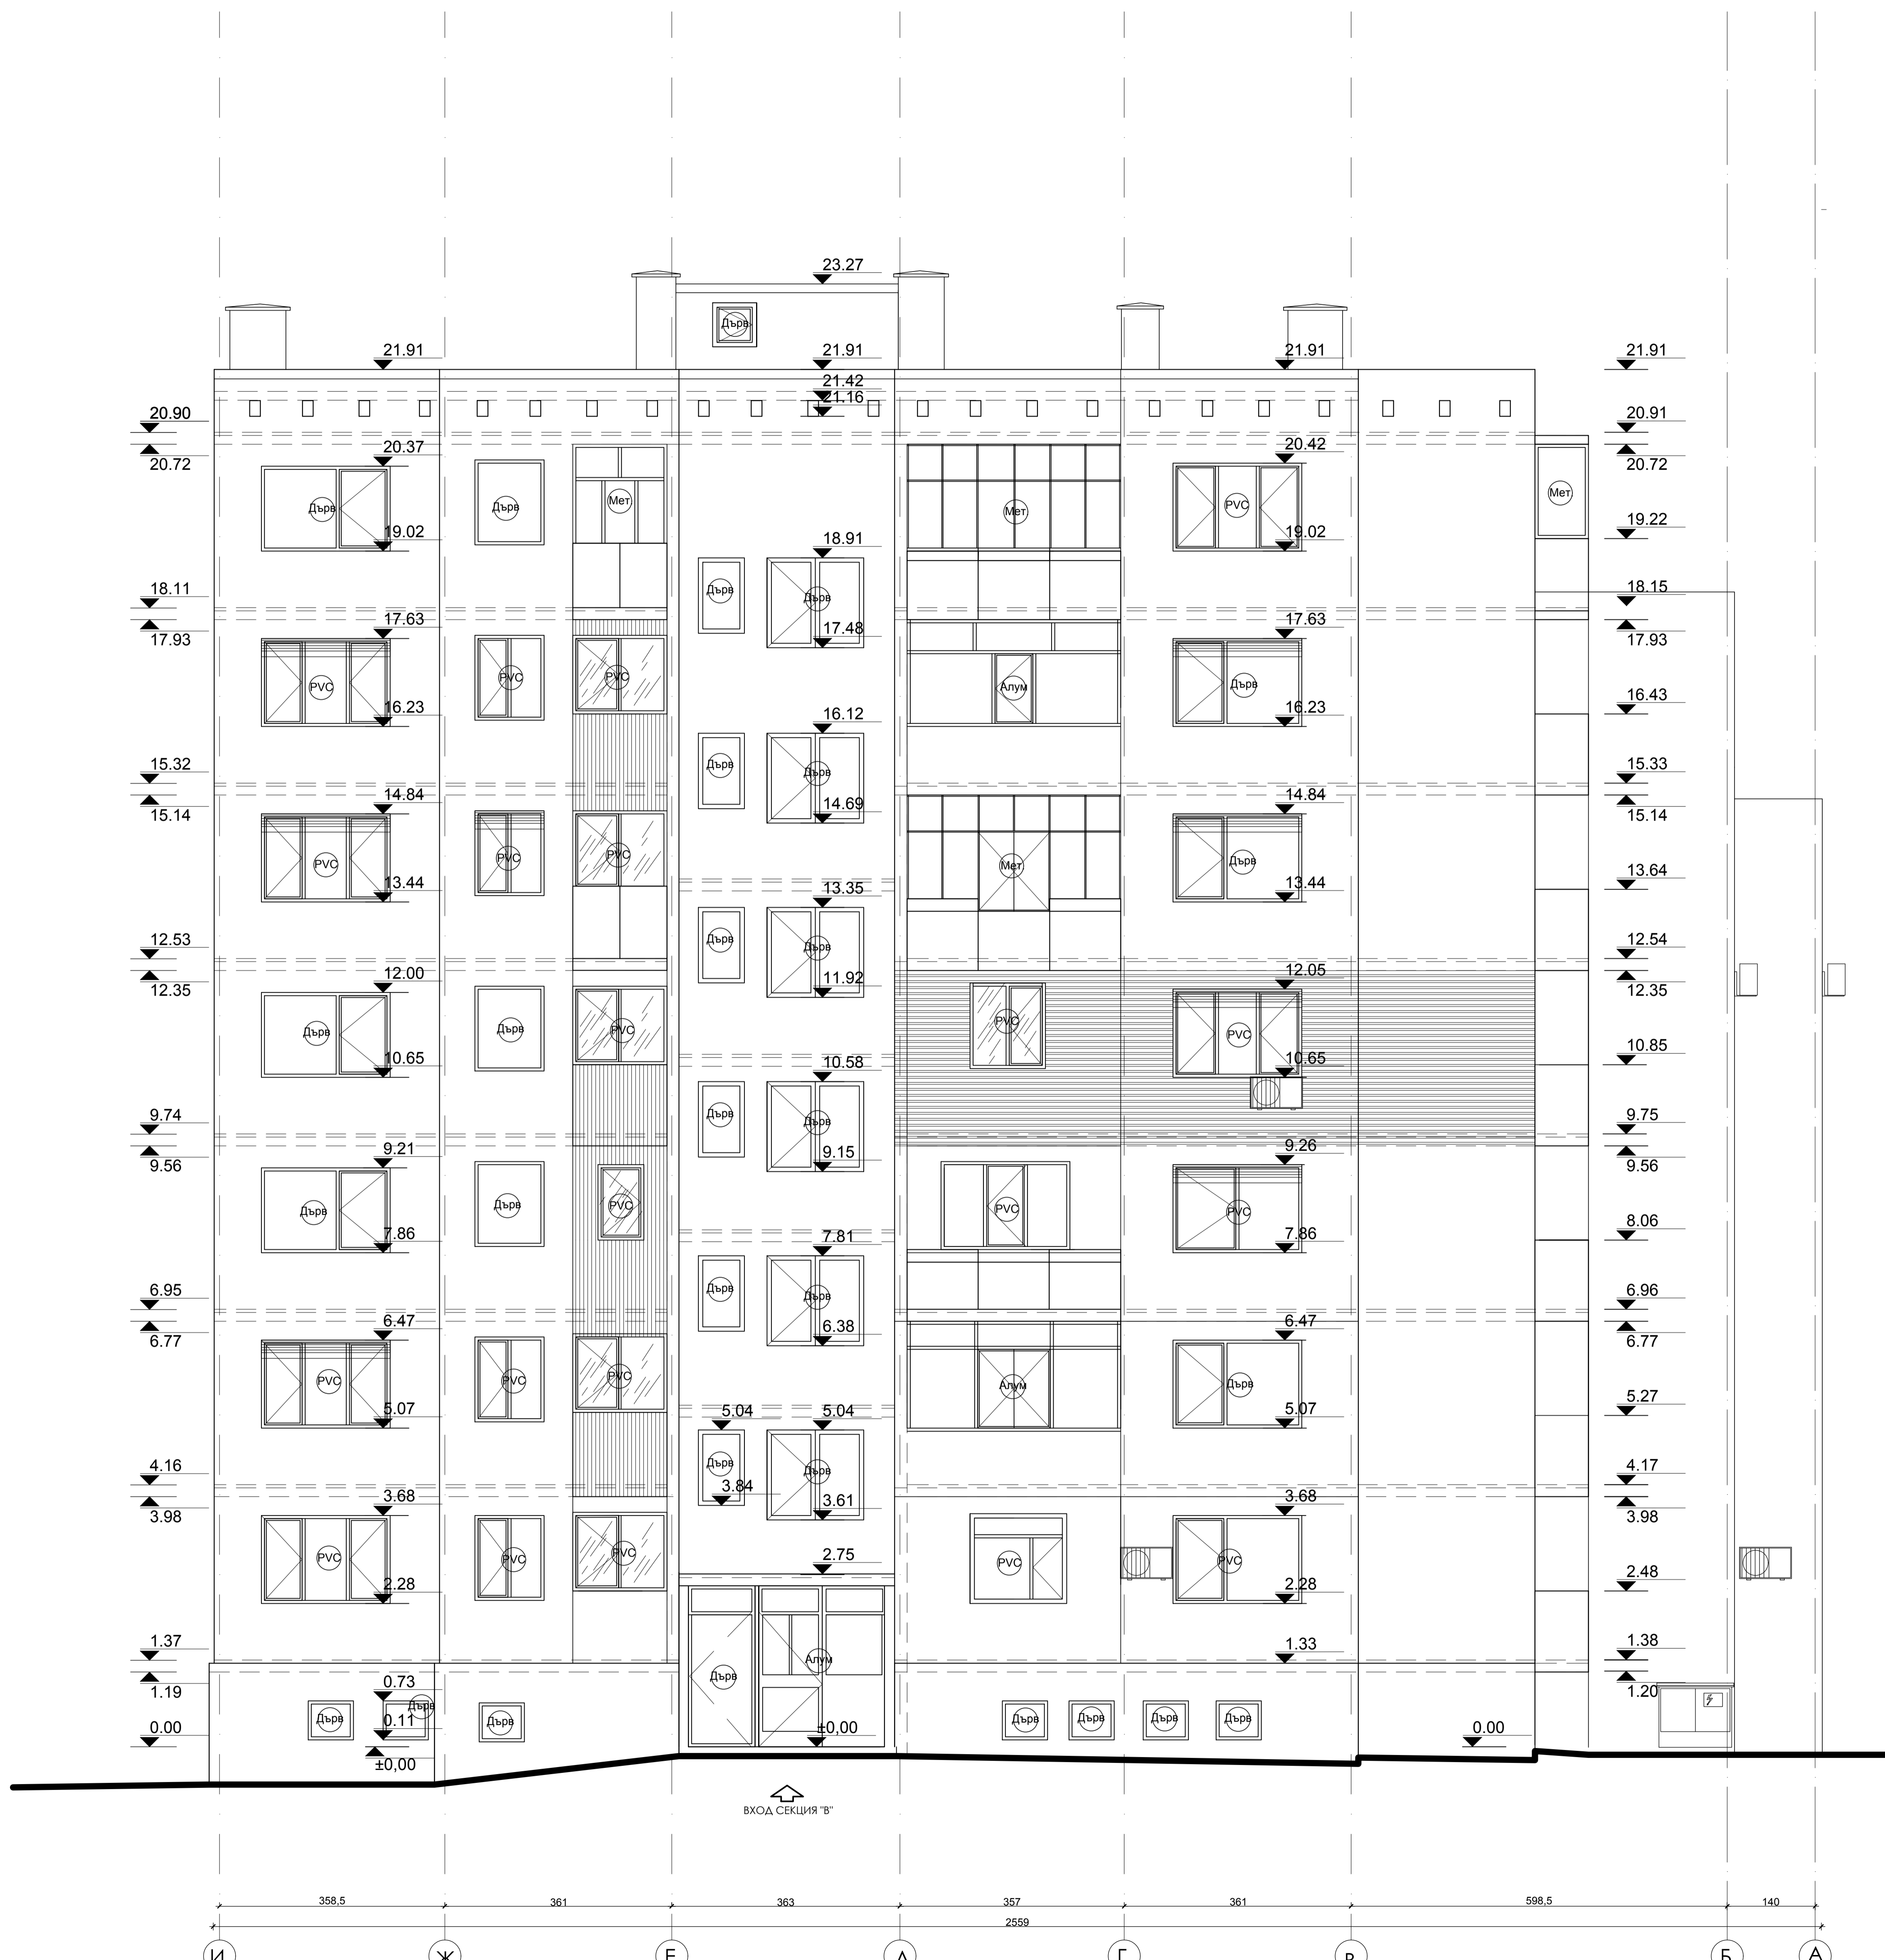 23.27
Дърв
21.91
21.91
21.91
21.91
21.42
21.16
20.90
20.91
20.72
20.37
20.42
20.72
Дърв
Дърв
Мет
Мет
PVC
Мет
19.02
19.02
19.22
18.91
Дърв
Дърв
18.11
18.15
17.93
17.63
17.48
17.63
17.93
PVC
PVC
PVC
Алум
Дърв
16.23
16.12
16.23
16.43
Дърв
Дърв
15.32
15.33
15.14
14.84
14.69
14.84
15.14
PVC
PVC
PVC
Мет
Дърв
13.44
13.35
13.44
13.64
Дърв
Дърв
12.53
12.54
12.35
12.00
11.92
12.05
12.35
Дърв
Дърв
PVC
PVC
PVC
10.65
10.58
10.65
10.85
Дърв
Дърв
9.74
9.75
9.56
9.21
9.15
9.26
9.56
Дърв
Дърв
PVC
PVC
PVC
7.86
7.81
7.86
8.06
Дърв
Дърв
6.95
6.96
6.77
6.47
6.38
6.47
6.77
PVC
PVC
PVC
Алум
Дърв
5.07
5.04
5.04
5.07
5.27
Дърв
Дърв
4.16
4.17
3.98
3.68
3.84
3.61
3.68
3.98
PVC
PVC
PVC
PVC
PVC
2.75
2.28
2.28
2.48
1.37
1.33
1.38
1.19
0.73
Дърв
Алум
1.20
Дърв
Дърв
Дърв
Дърв
Дърв
Дърв
Дърв
0.00
0.11
±0,00
0.00
±0,00
ВХОД СЕКЦИЯ "В"
358,5
361
363
357
361
598,5
140
2559
И
Ж
Е
Д
Г
В
Б
А